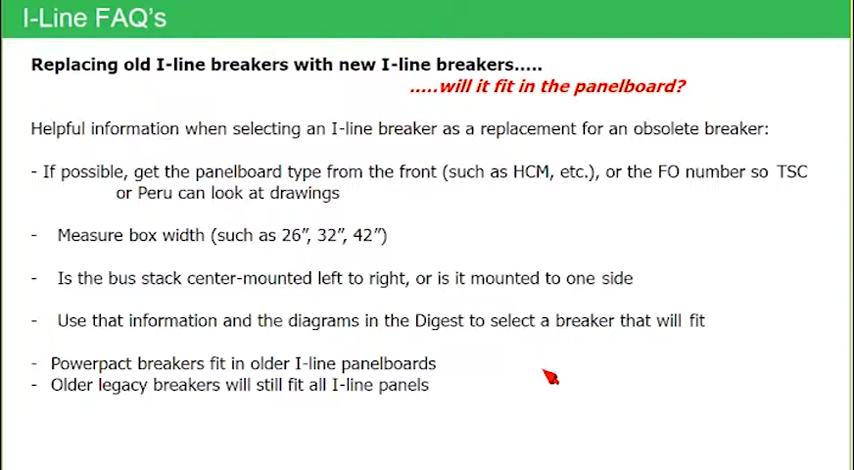 I-Line FAQ’s
Replacing old I-line breakers with new I-line breakers…..
…..will it fit in the panelboard?
Helpful information when selecting an I-line breaker as a replacement for an obsolete breaker:
- If possible, get the panelboard type from the front (such as HCM, etc.), or the FO number so TSC
or Peru can look at drawings
- Measure box width (such as 26”, 32”, 42”)
- Is the bus stack center-mounted left to right, or is it mounted to one side
- Use that information and the diagrams in the Digest to select a breaker that will fit
- Powerpact breakers fit in older I-line panelboards
- Older legacy breakers will still fit all I-line panels